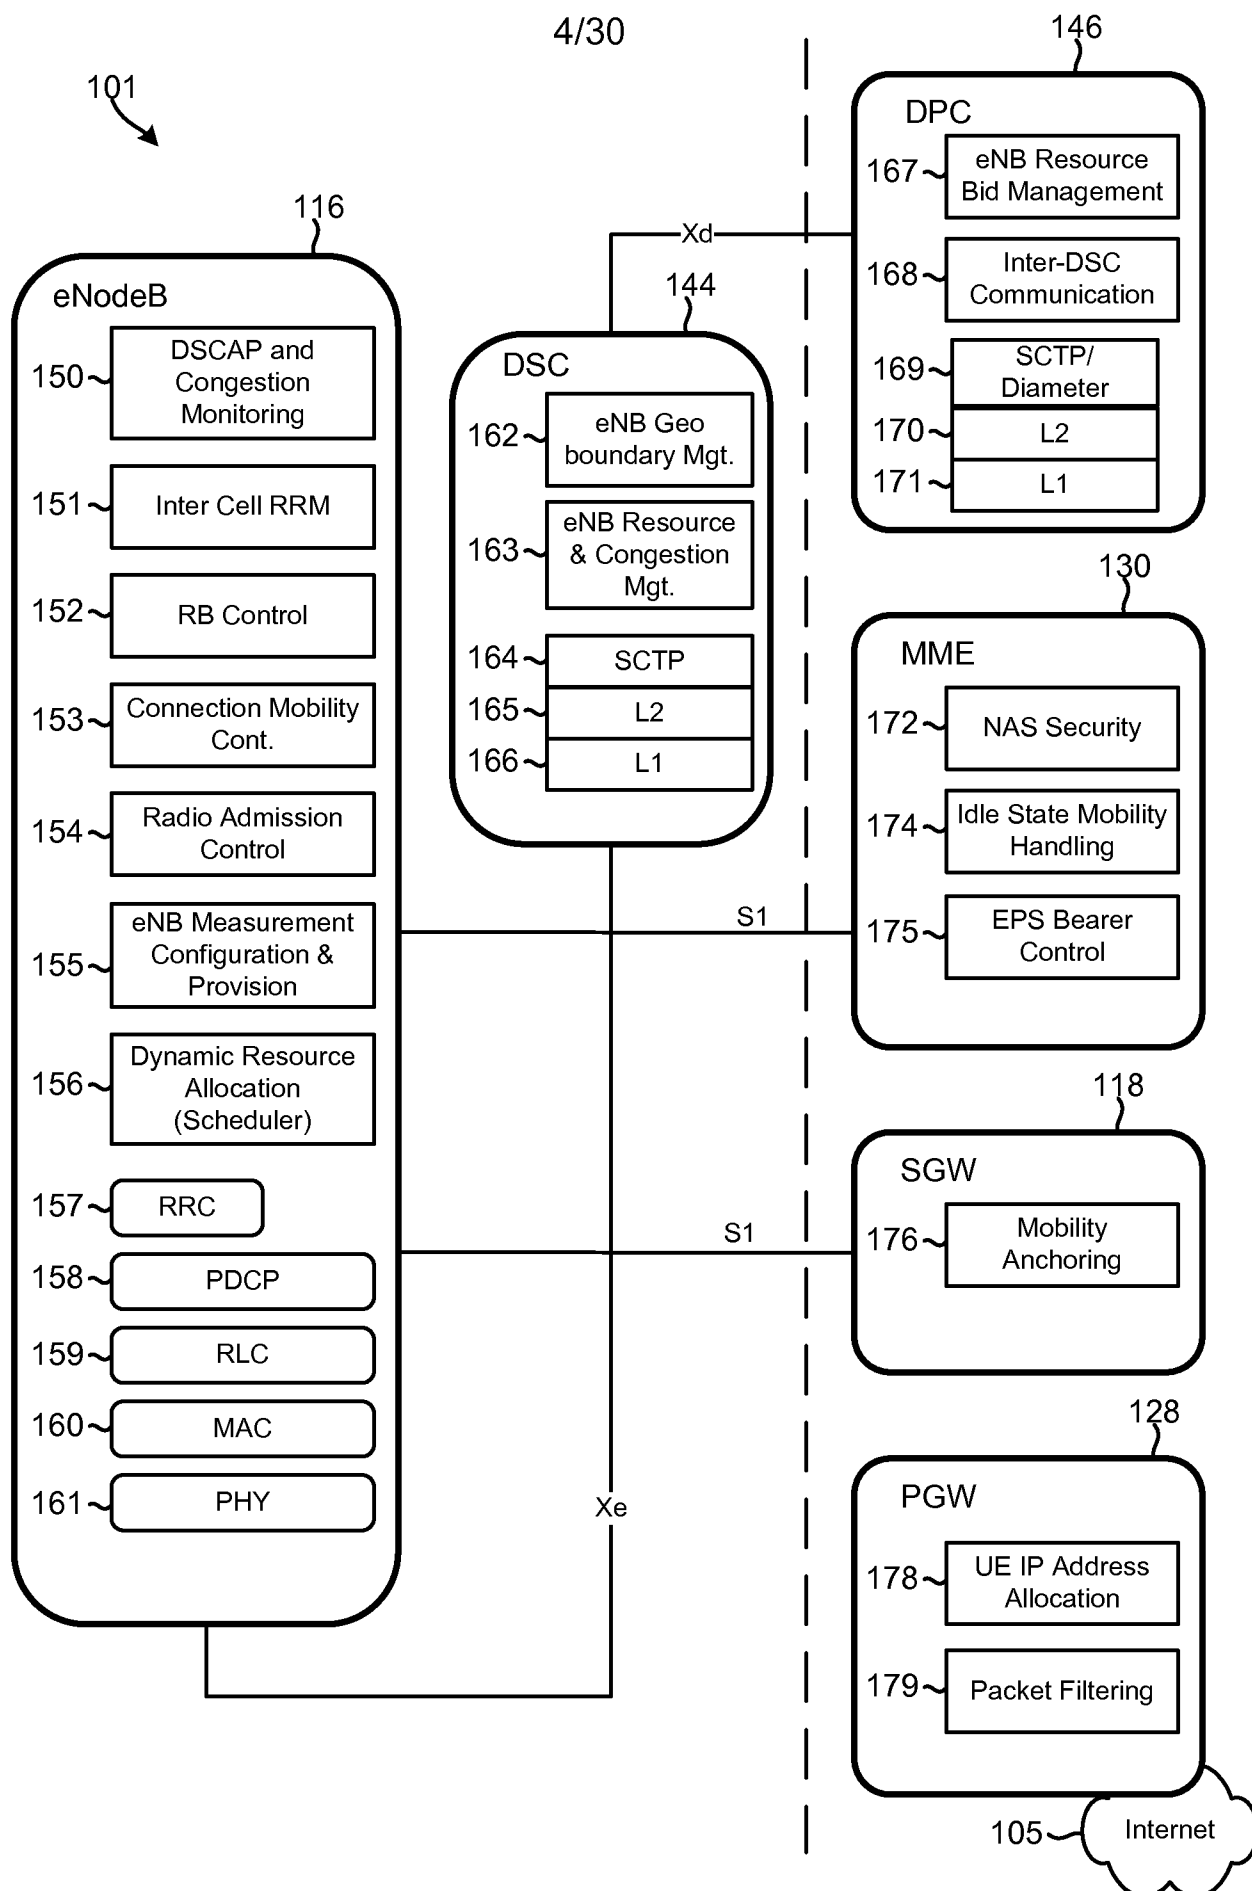 4/30
101
116
eNodeB
150
DSCAP and
Congestion
Monitoring
151
Inter Cell RRM
152
RB Control
153
Connection Mobility
Cont.
154
Radio Admission
Control
155
eNB Measurement
Configuration &
Provision
156
Dynamic Resource
Allocation
(Scheduler)
157
RRC
158
PDCP
159
RLC
160
MAC
161
PHY
Xd
144
DSC
162
eNB Geo
boundary Mgt.
163
eNB Resource
& Congestion
Mgt.
164
SCTP
165
L2
166
L1
S1
S1
Xe
146
DPC
167
eNB Resource
Bid Management
168
Inter-DSC
Communication
169
SCTP/
Diameter
170
L2
171
L1
130
MME
172
NAS Security
174
Idle State Mobility
Handling
175
EPS Bearer
Control
118
SGW
176
Mobility
Anchoring
128
PGW
178
UE IP Address
Allocation
179
Packet Filtering
105
Internet